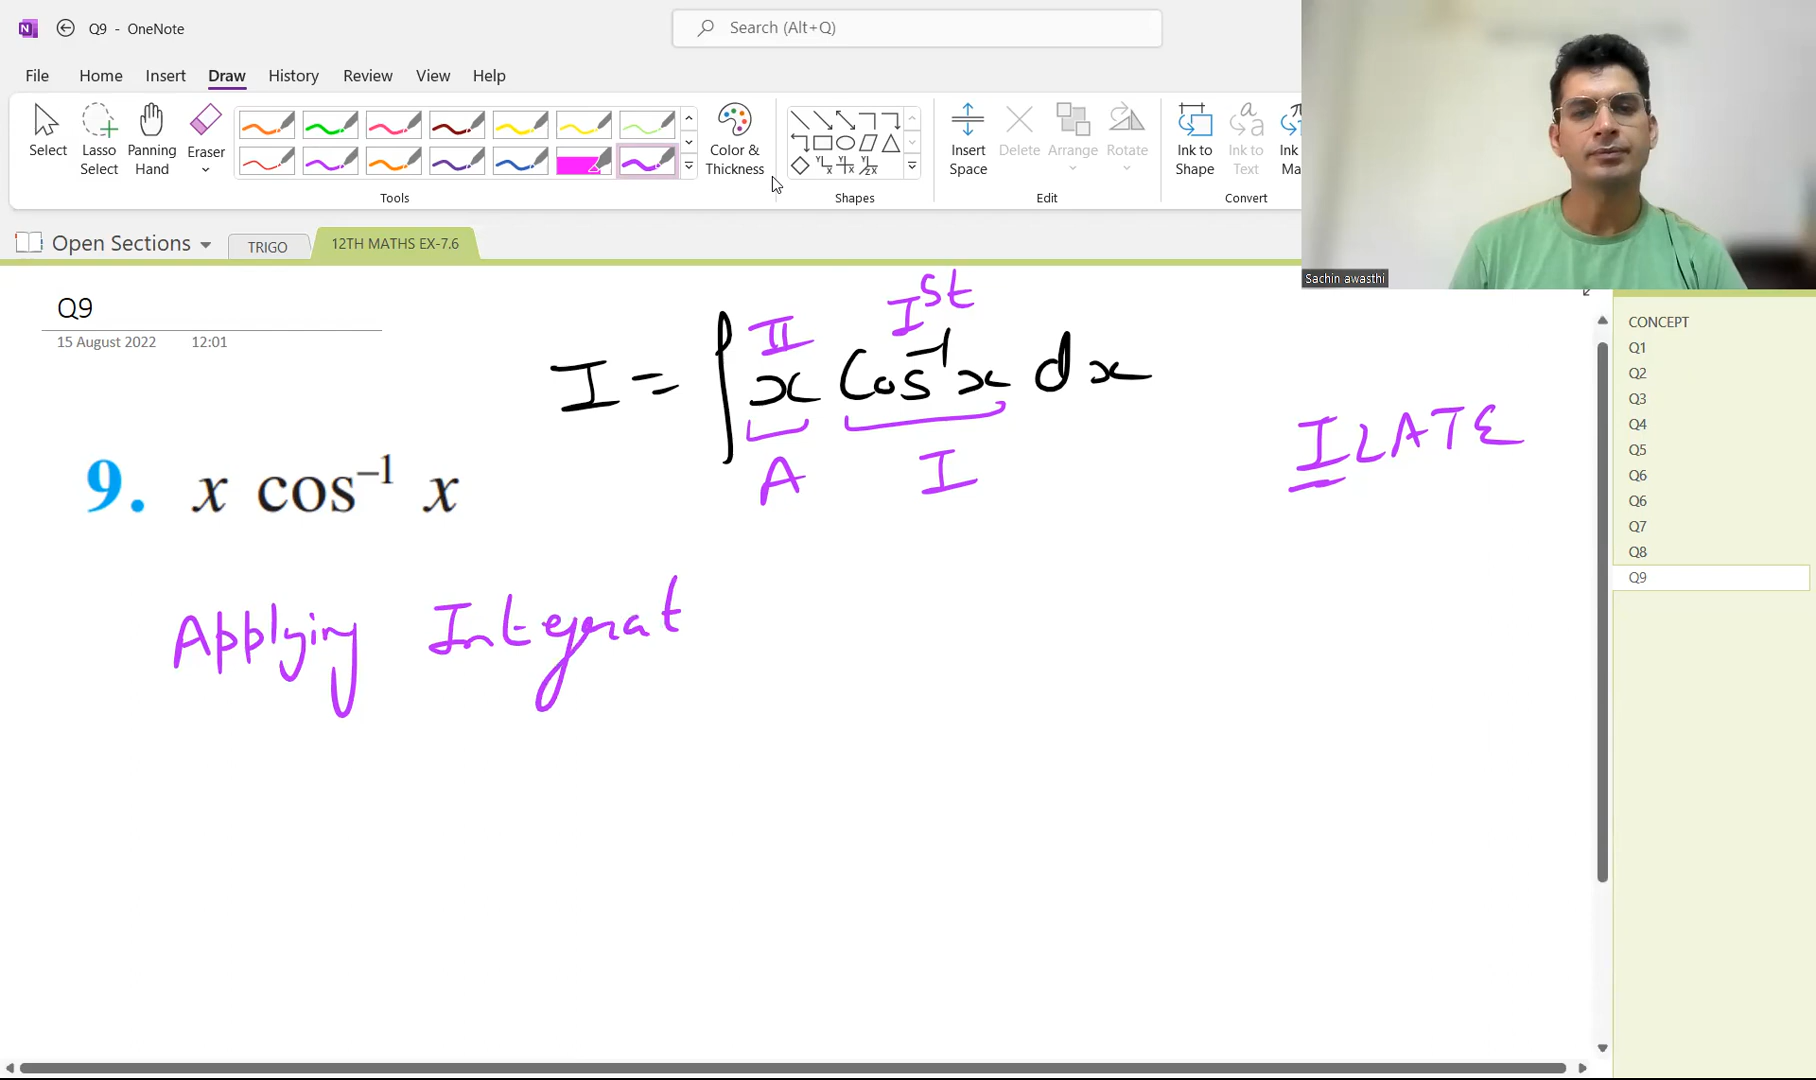 Q9 - OneNote
Search (Alt+Q)
File Home Insert Draw History Review View Help
Select
Lasso Select
Panning Hand
Eraser
Color & Thickness
Insert Space
Delete
Arrange
Rotate
Ink to Shape
Ink to Text
Ink Ma
Tools
Shapes
Edit
Convert
Sachin awasthi
Open Sections
TRIGO
12TH MATHS EX-7.6
Q9
15 August 2022 12:01
II Ist
I = ∫ x Cos⁻¹x dx
A I
ILATE
9. x cos⁻¹ x
Applying Integrat
CONCEPT
Q1
Q2
Q3
Q4
Q5
Q6
Q6
Q7
Q8
Q9